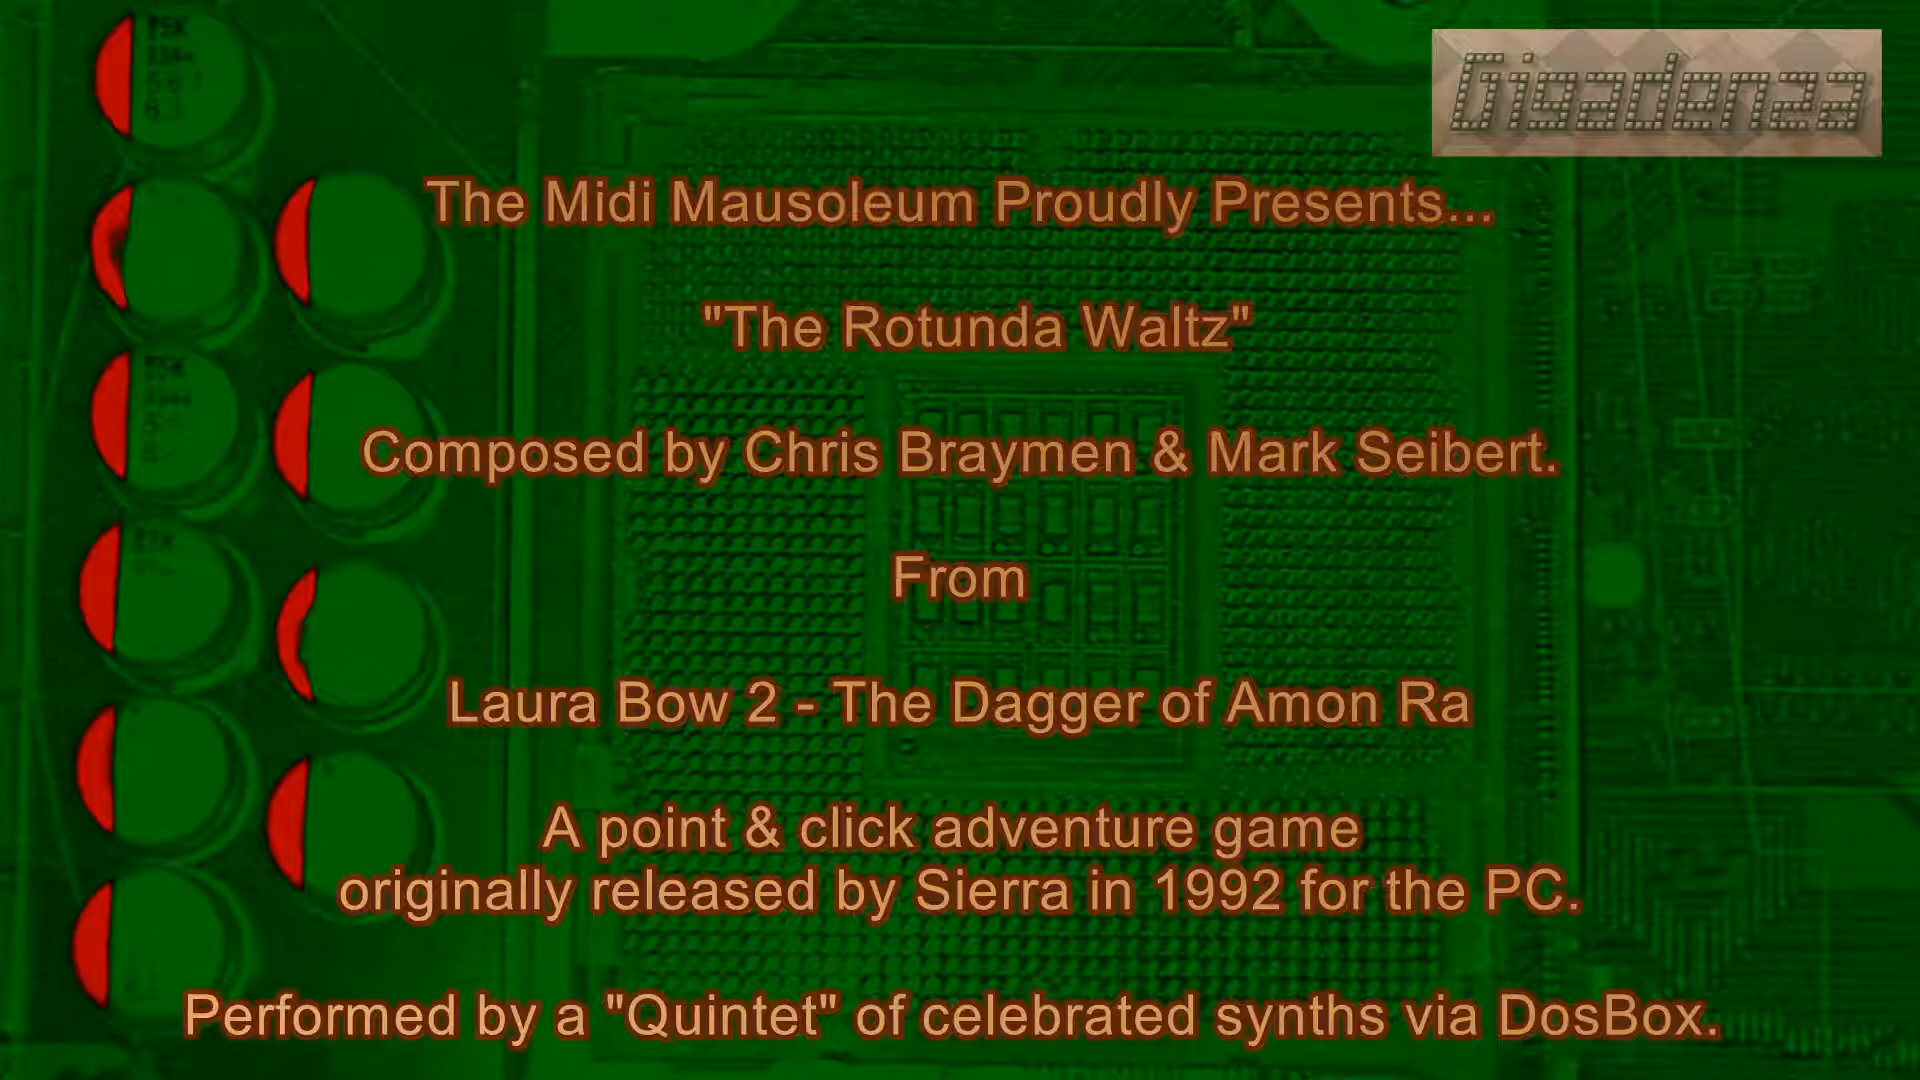 Gigadenza
The Midi Mausoleum Proudly Presents...
"The Rotunda Waltz"
Composed by Chris Braymen & Mark Seibert.
From
Laura Bow 2 - The Dagger of Amon Ra
A point & click adventure game
originally released by Sierra in 1992 for the PC.
Performed by a "Quintet" of celebrated synths via DosBox.